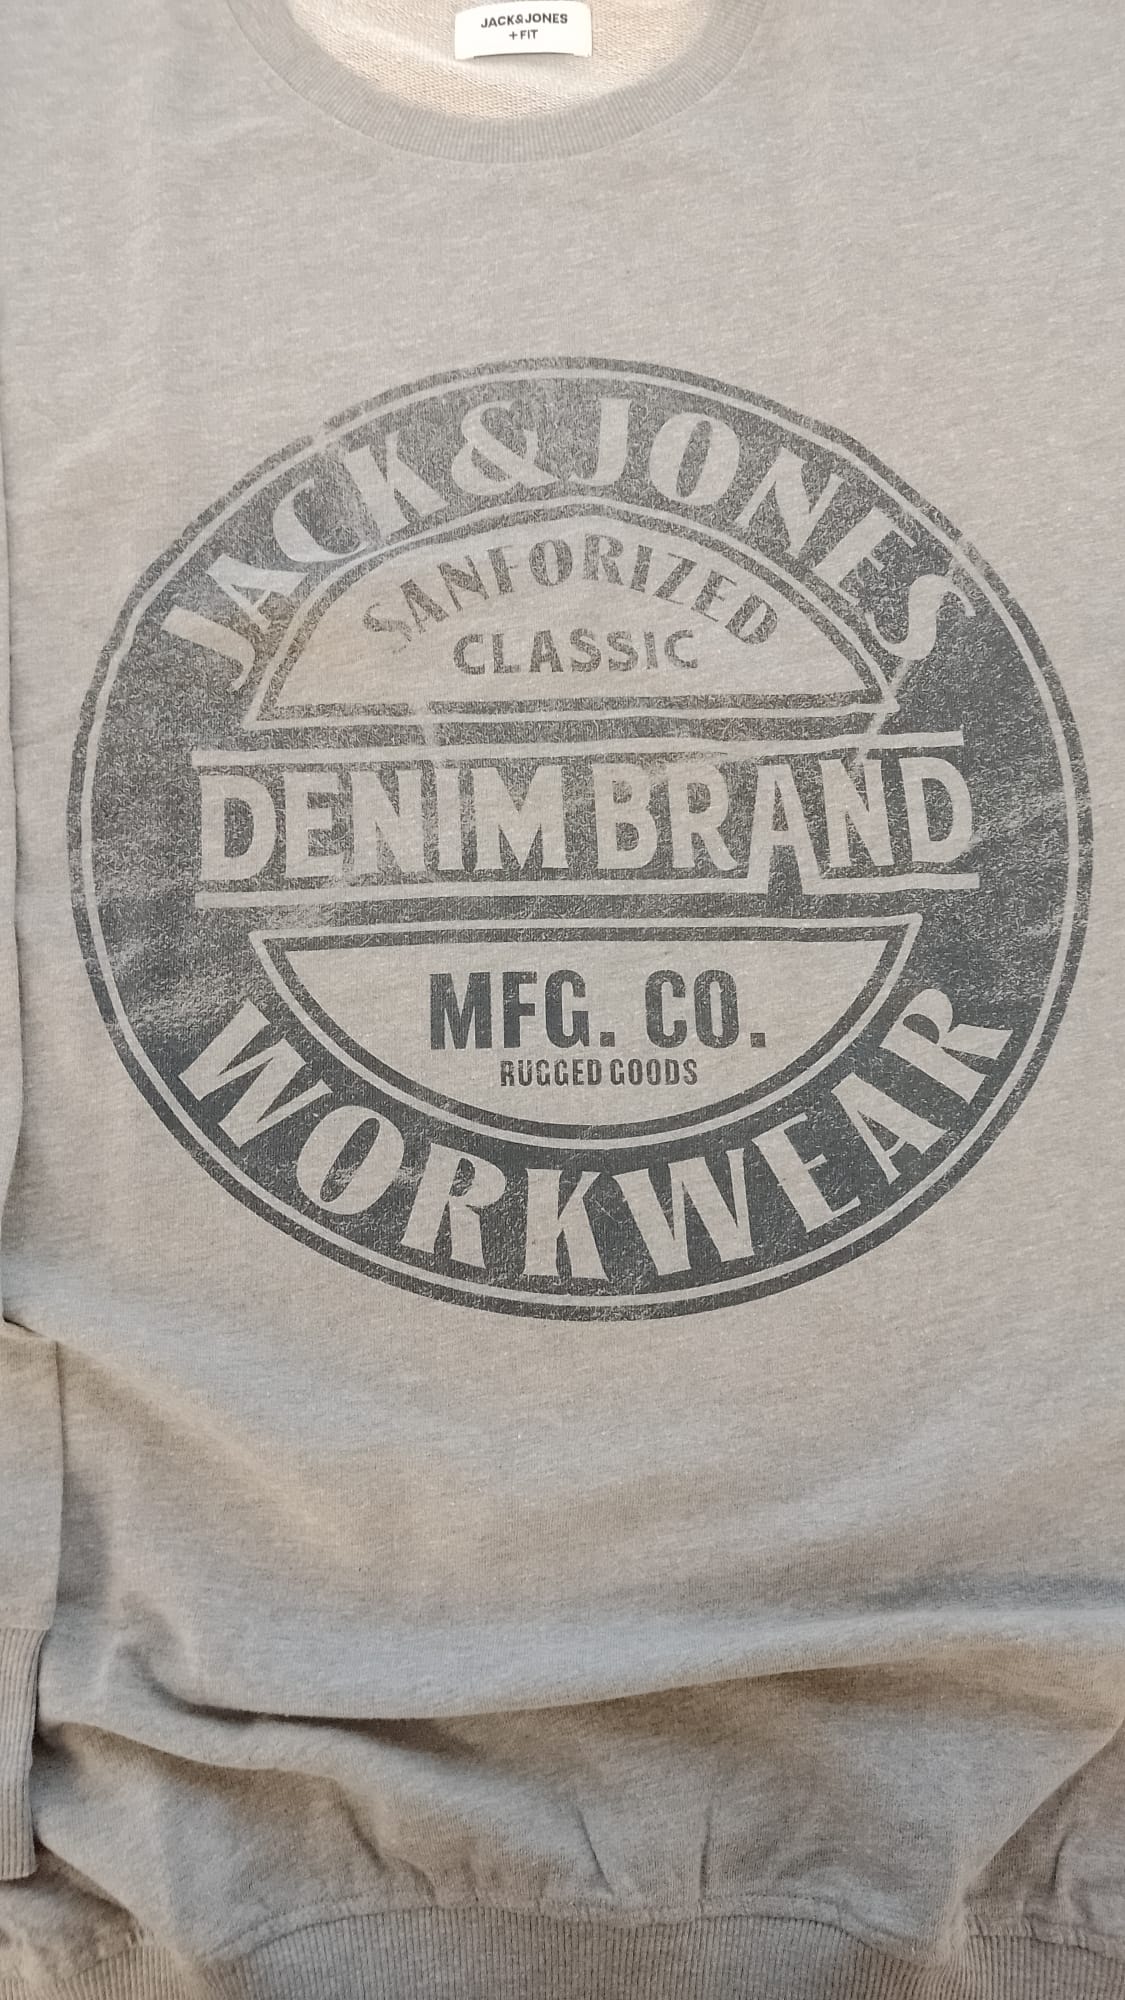 JACK&JONES
+FIT
JACK & JONES
SANFORIZED
CLASSIC
DENIM BRAND
MFG. CO.
RUGGED GOODS
WORKWEAR